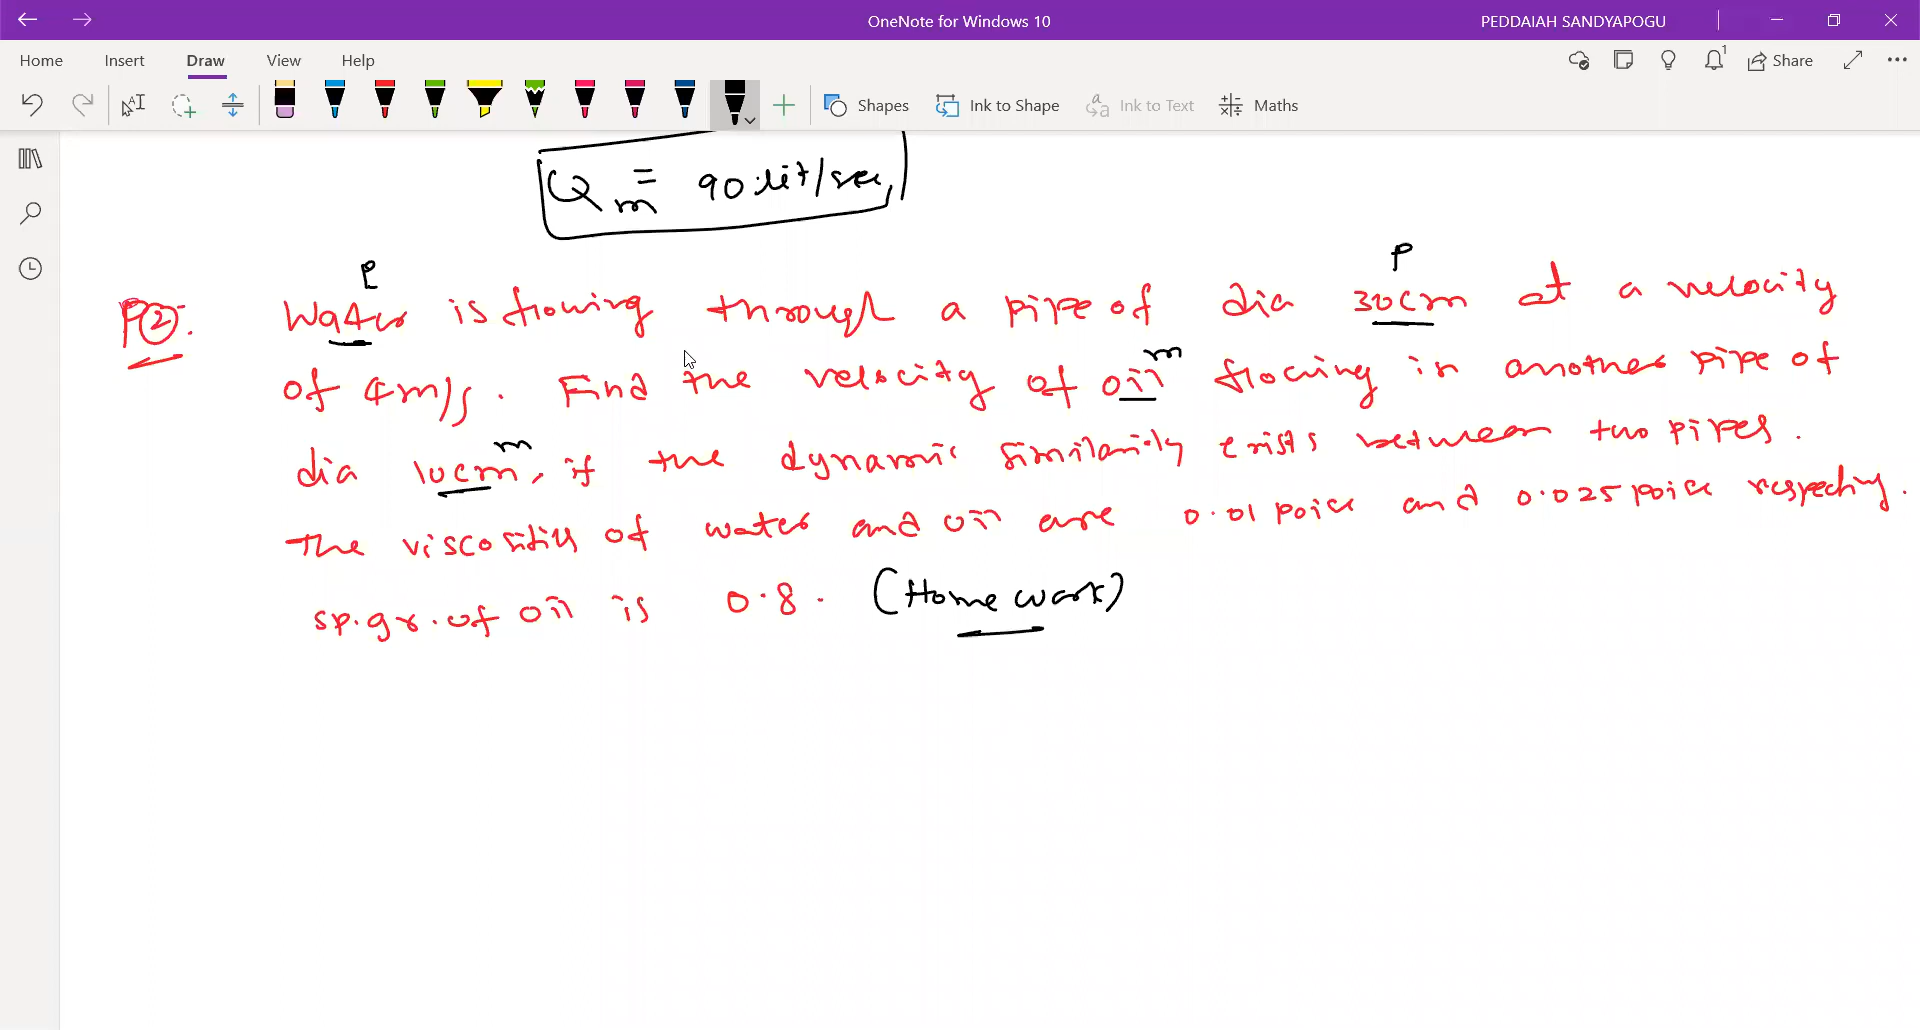 OneNote for Windows 10
PEDDAIAH SANDYAPOGU
Home Insert Draw View Help
1
Share
Shapes Ink to Shape Ink to Text Maths
Qm = 90 lit/sec
P P
P②. Water is flowing through a pipe of dia 30cm at a velocity
m
of 4m/s. Find the velocity of oil flowing in another pipe of
m
dia 10cm, if the dynamic similarity exists between two pipes.
The viscosities of water and oil are 0.01 poise and 0.025 poise
sp.gr. of oil is 0.8. (Home work)